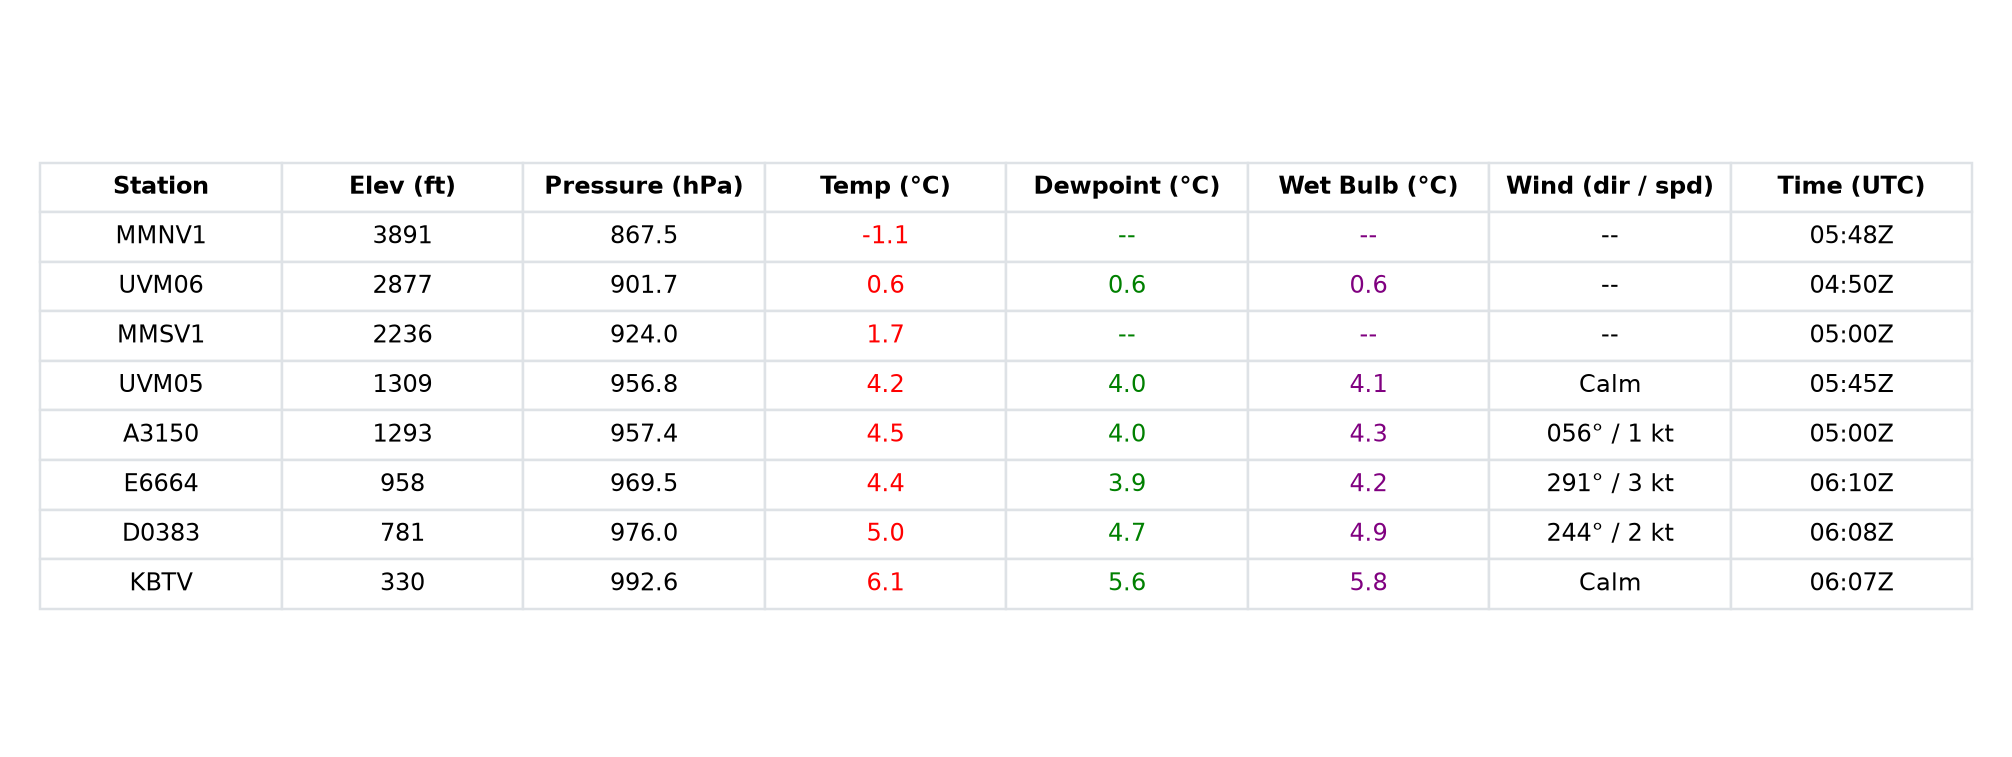 Station Elev (ft) Pressure (hPa) Temp (°C) Dewpoint (°C) Wet Bulb (°C) Wind (dir / spd) Time (UTC)
MMNV1 3891 867.5 -1.1 -- -- -- 05:48Z
UVM06 2877 901.7 0.6 0.6 0.6 -- 04:50Z
MMSV1 2236 924.0 1.7 -- -- -- 05:00Z
UVM05 1309 956.8 4.2 4.0 4.1 Calm 05:45Z
A3150 1293 957.4 4.5 4.0 4.3 056° / 1 kt 05:00Z
E6664 958 969.5 4.4 3.9 4.2 291° / 3 kt 06:10Z
D0383 781 976.0 5.0 4.7 4.9 244° / 2 kt 06:08Z
KBTV 330 992.6 6.1 5.6 5.8 Calm 06:07Z